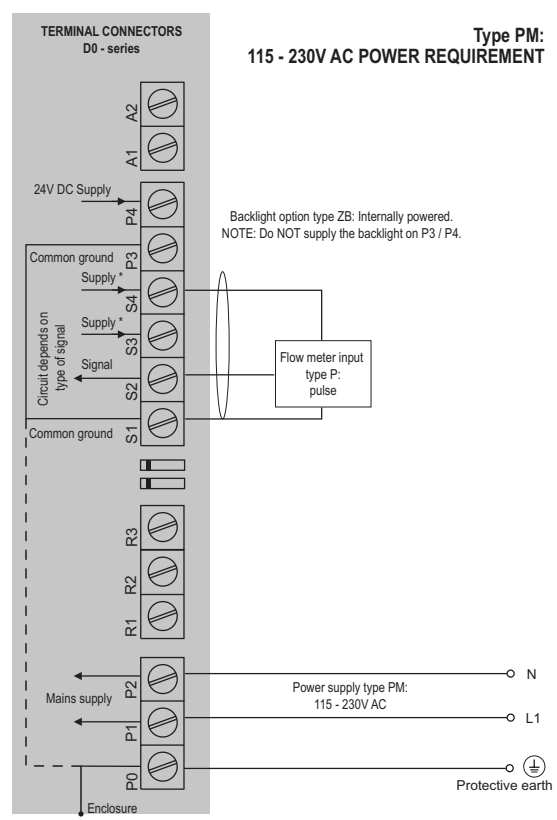 TERMINAL CONNECTORS
D0 - series
Type PM:
115 - 230V AC POWER REQUIREMENT
A2
A1
24V DC Supply
P4
Backlight option type ZB: Internally powered.
NOTE: Do NOT supply the backlight on P3 / P4.
P3
Common ground
Supply *
S4
Supply *
S3
Circuit depends on
type of signal
Signal
S2
Flow meter input
type P:
pulse
Common ground
S1
R3
R2
R1
P2
N
Mains supply
Power supply type PM:
115 - 230V AC
P1
L1
P0
Protective earth
Enclosure